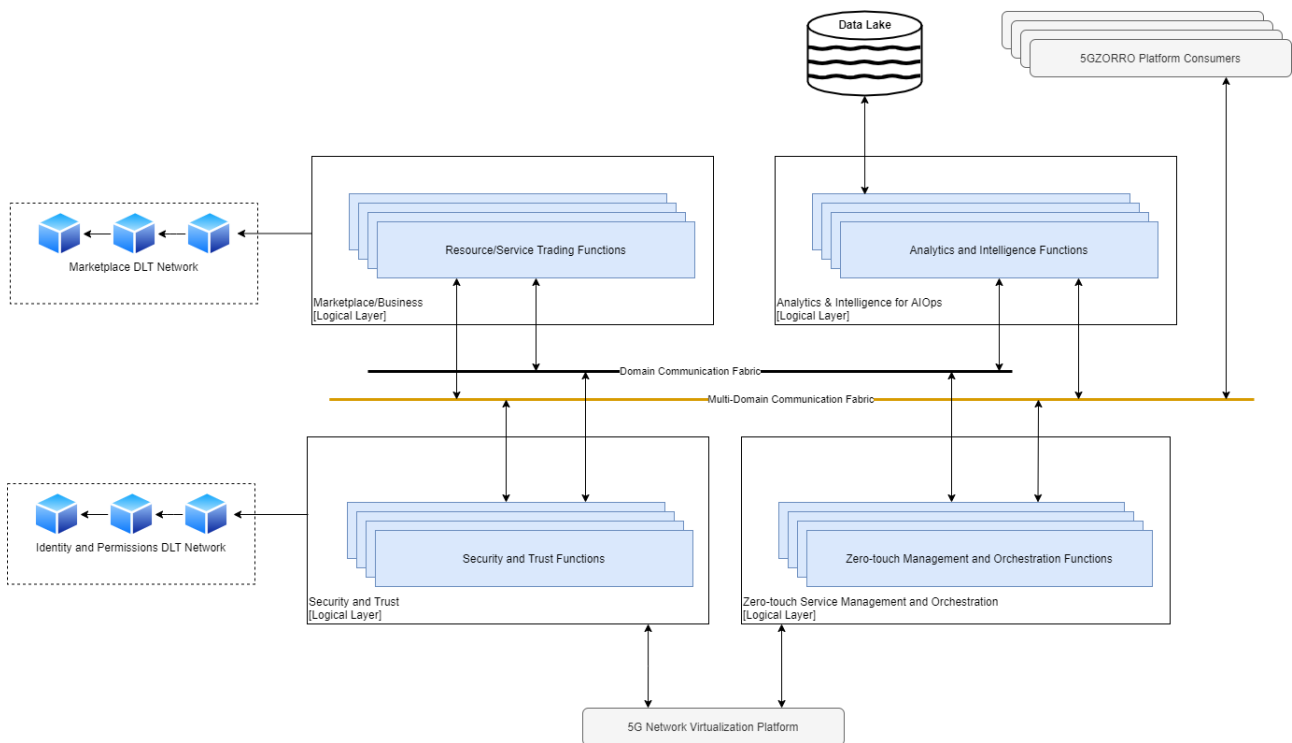 Data Lake
5GZORRO Platform Consumers
Resource/Service Trading Functions
Analytics and Intelligence Functions
Marketplace DLT Network
Marketplace/Business
[Logical Layer]
Analytics & Intelligence for AIOps
[Logical Layer]
Domain Communication Fabric
Multi-Domain Communication Fabric
Identity and Permissions DLT Network
Security and Trust Functions
Zero-touch Management and Orchestration Functions
Security and Trust
[Logical Layer]
Zero-touch Service Management and Orchestration
[Logical Layer]
5G Network Virtualization Platform